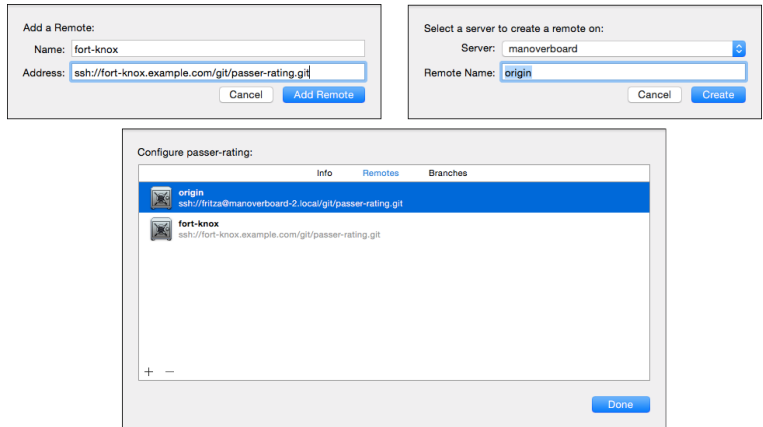 Add a Remote:
Name: fort-knox
Address: ssh://fort-knox.example.com/git/passer-rating.git
Cancel Add Remote
Select a server to create a remote on:
Server: manoverboard
Remote Name: origin
Cancel Create
Configure passer-rating:
Info Remotes Branches
origin
ssh://fritza@manoverboard-2.local/git/passer-rating.git
fort-knox
ssh://fort-knox.example.com/git/passer-rating.git
+ −
Done